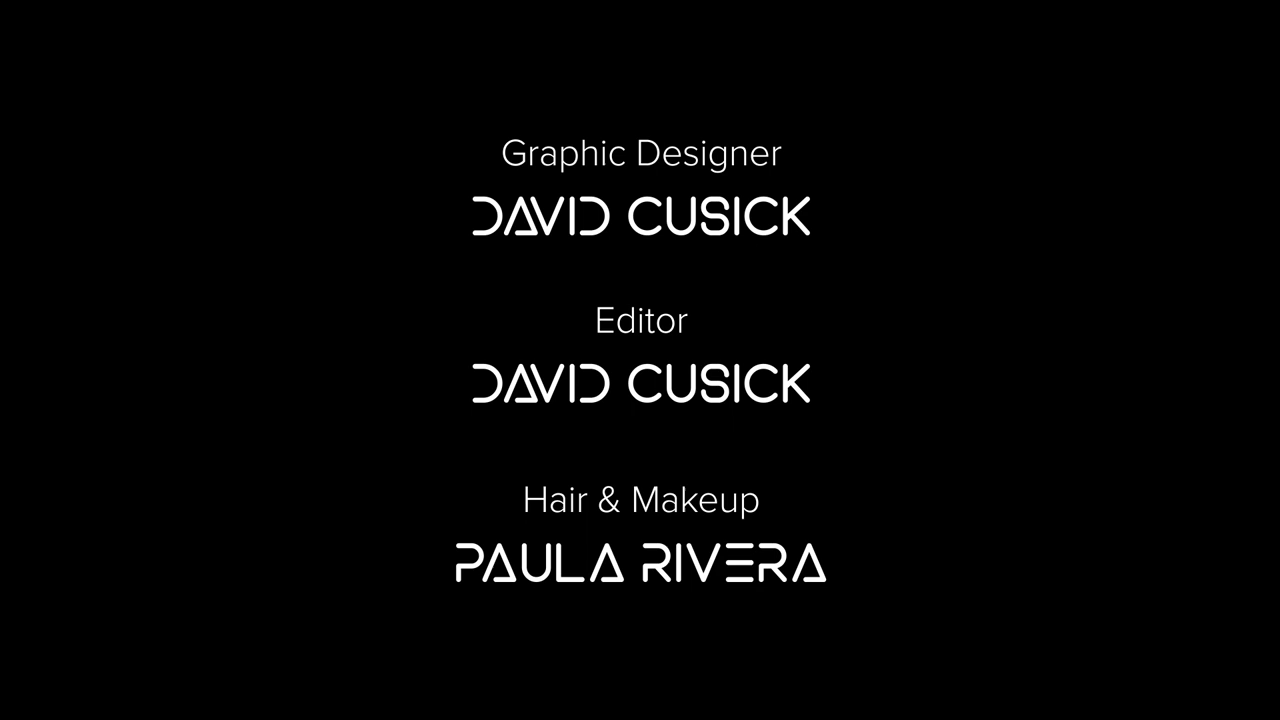 Graphic Designer
DAVID CUSICK
Editor
DAVID CUSICK
Hair & Makeup
PAULA RIVERA